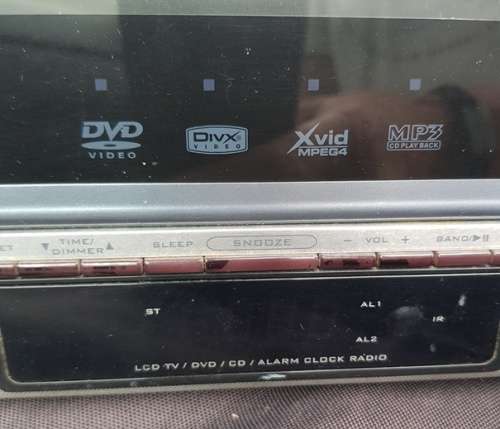 DVD
VIDEO
DIVX
VIDEO
Xvid
MPEG4
MP3
CD PLAY BACK
ET
▼ TIME/ ▲
DIMMER
SLEEP
SNOOZE
− VOL +
BAND/▶II
ST
AL1
IR
AL2
LCD TV / DVD / CD / ALARM CLOCK RADIO